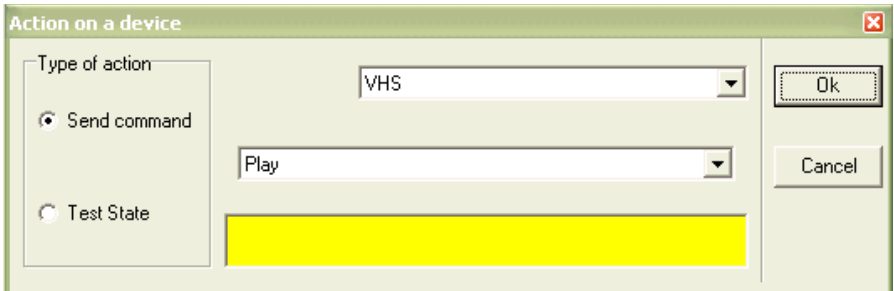 Action on a device
Type of action
VHS
Ok
Send command
Play
Cancel
Test State